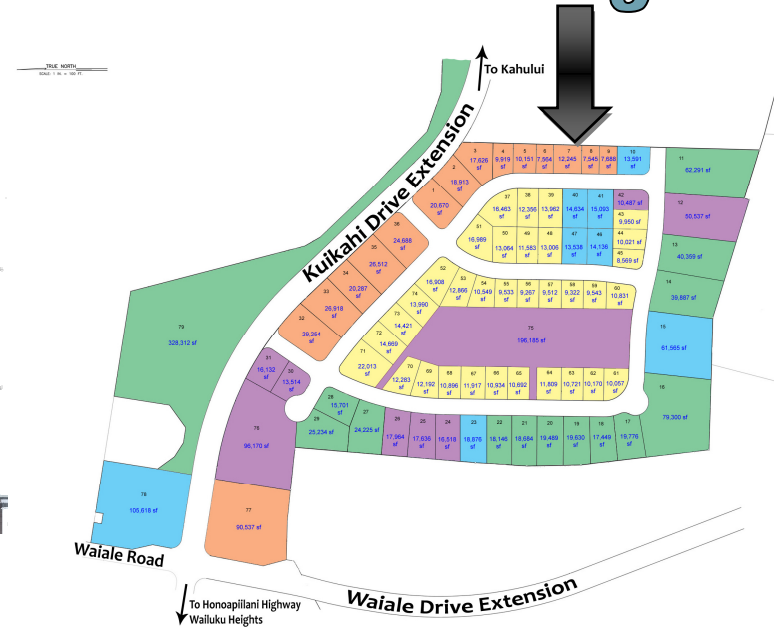 TRUE NORTH
SCALE: 1 IN. = 100 FT.
To Kahului
Kuikahi Drive Extension
3
17,626
sf
4
9,919
sf
5
10,151
sf
6
7,564
sf
7
12,245
sf
8
7,545
sf
9
7,688
sf
10
13,591
sf
2
18,913
sf
1
20,670
sf
11
62,291 sf
12
50,537 sf
13
40,359 sf
14
39,887 sf
15
61,565 sf
16
79,300 sf
37
16,463
sf
38
12,356
sf
39
13,962
sf
40
14,634
sf
41
15,093
sf
42
10,487 sf
43
9,950 sf
44
10,021 sf
45
8,569 sf
51
16,989
sf
50
13,064
sf
49
11,583
sf
48
13,006
sf
47
13,538
sf
46
14,136
sf
36
24,688
sf
35
26,512
sf
34
20,287
sf
33
26,918
sf
32
sf
52
16,908
sf
53
12,866
sf
54
10,549
sf
55
9,533
sf
56
9,267
sf
57
9,512
sf
58
9,322
sf
59
9,543
sf
60
10,831
sf
74
13,990
sf
73
14,421
sf
72
14,669
sf
71
22,013
sf
75
196,185 sf
70
12,283
sf
69
12,192
sf
68
10,896
sf
67
11,917
sf
66
10,934
sf
65
10,692
sf
64
11,809
sf
63
10,721
sf
62
10,170
sf
61
10,057
sf
79
328,312 sf
31
16,132
sf
30
13,514
sf
28
15,701
sf
29
25,234 sf
27
24,225 sf
26
17,964
sf
25
17,636
sf
24
16,518
sf
23
18,876
sf
22
18,146
sf
21
18,684
sf
20
19,489
sf
19
19,630
sf
18
17,449
sf
17
19,776
sf
76
96,170 sf
77
90,537 sf
78
105,618 sf
Waiale Road
To Honoapiilani Highway
Wailuku Heights
Waiale Drive Extension